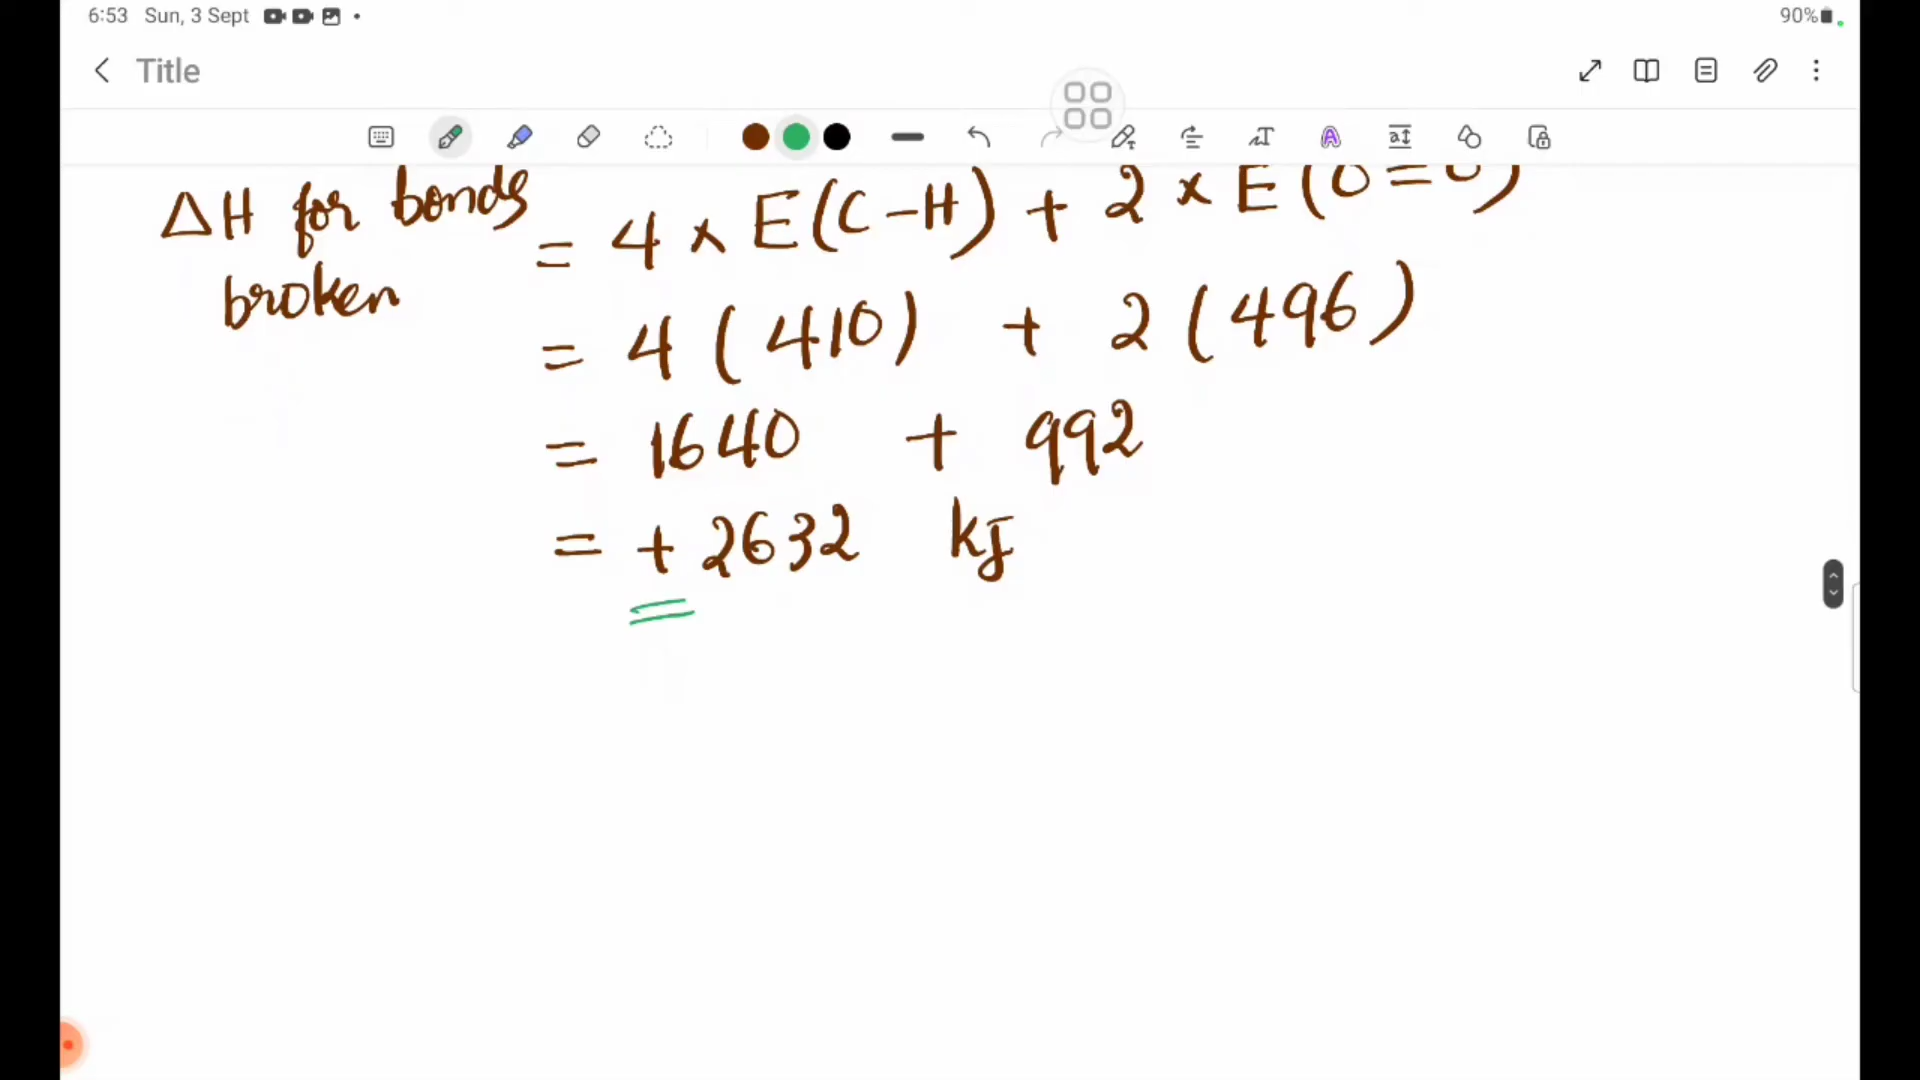 6:53 Sun, 3 Sept
90%
Title
ΔH for bonds broken
= 4 × E(C-H) + 2 × E(O=O)
= 4 (410) + 2 (496)
= 1640 + 992
= + 2632 kJ